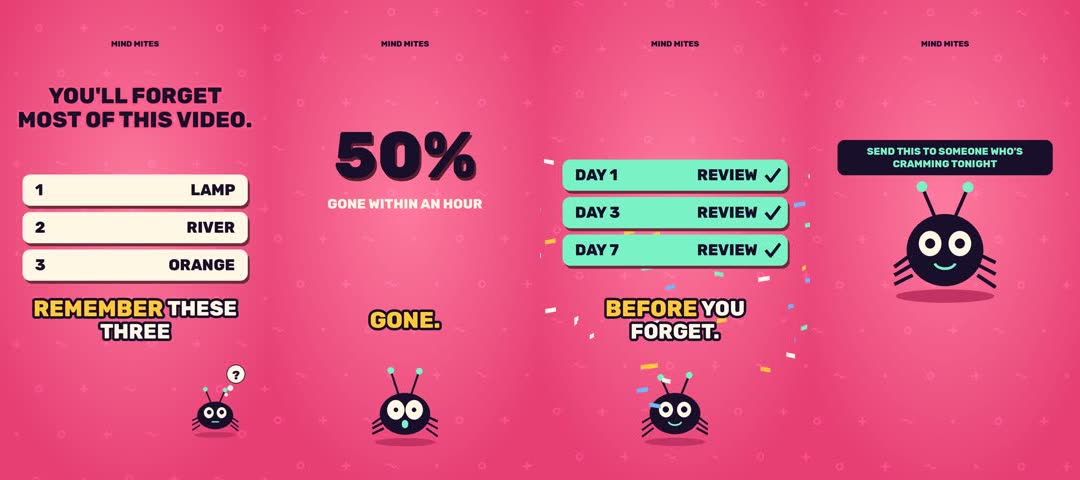 MIND MITES
YOU'LL FORGET
MOST OF THIS VIDEO.
1 LAMP
2 RIVER
3 ORANGE
REMEMBER THESE
THREE
?
MIND MITES
50%
GONE WITHIN AN HOUR
GONE.
MIND MITES
DAY 1 REVIEW
DAY 3 REVIEW
DAY 7 REVIEW
BEFORE YOU
FORGET.
MIND MITES
SEND THIS TO SOMEONE WHO'S
CRAMMING TONIGHT